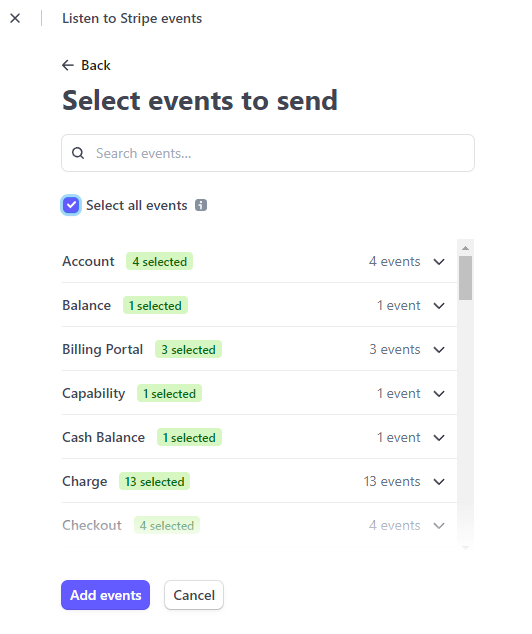 Listen to Stripe events
Back
Select events to send
Search events...
Select all events
Account 4 selected 4 events
Balance 1 selected 1 event
Billing Portal 3 selected 3 events
Capability 1 selected 1 event
Cash Balance 1 selected 1 event
Charge 13 selected 13 events
Checkout 4 selected 4 events
Add events Cancel